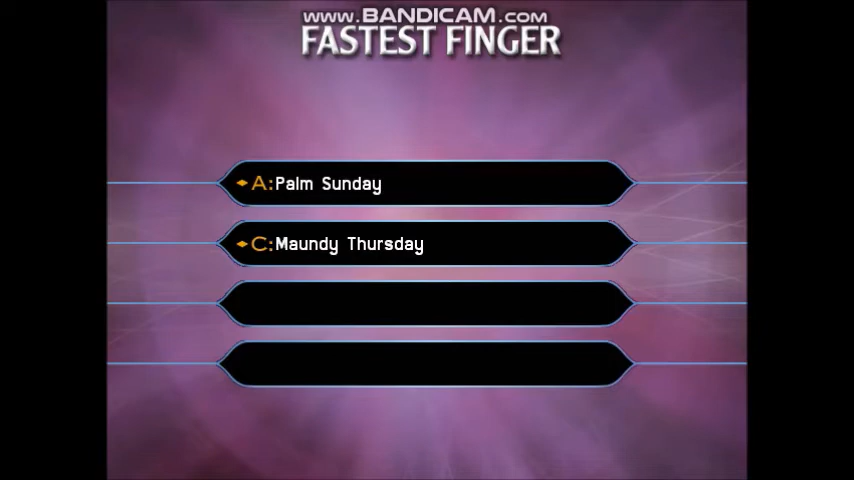 www.BANDICAM.com
FASTEST FINGER
A: Palm Sunday
C: Maundy Thursday